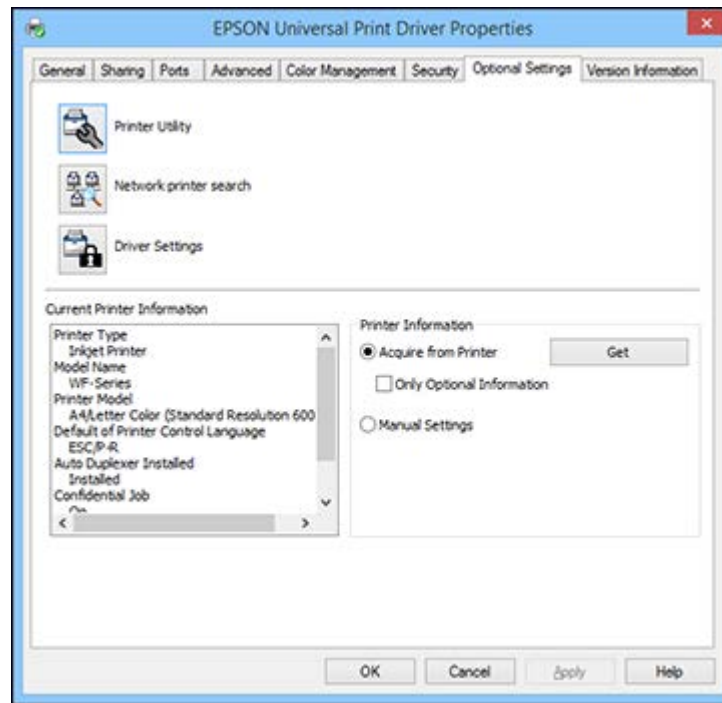 EPSON Universal Print Driver Properties
General Sharing Ports Advanced Color Management Security Optional Settings Version Information
Printer Utility
Network printer search
Driver Settings
Current Printer Information
Printer Type
Inkjet Printer
Model Name
WF-Series
Printer Model
A4/Letter Color (Standard Resolution 600
Default of Printer Control Language
ESC/P-R
Auto Duplexer Installed
Installed
Confidential Job
On
Printer Information
Acquire from Printer
Get
Only Optional Information
Manual Settings
OK Cancel Apply Help